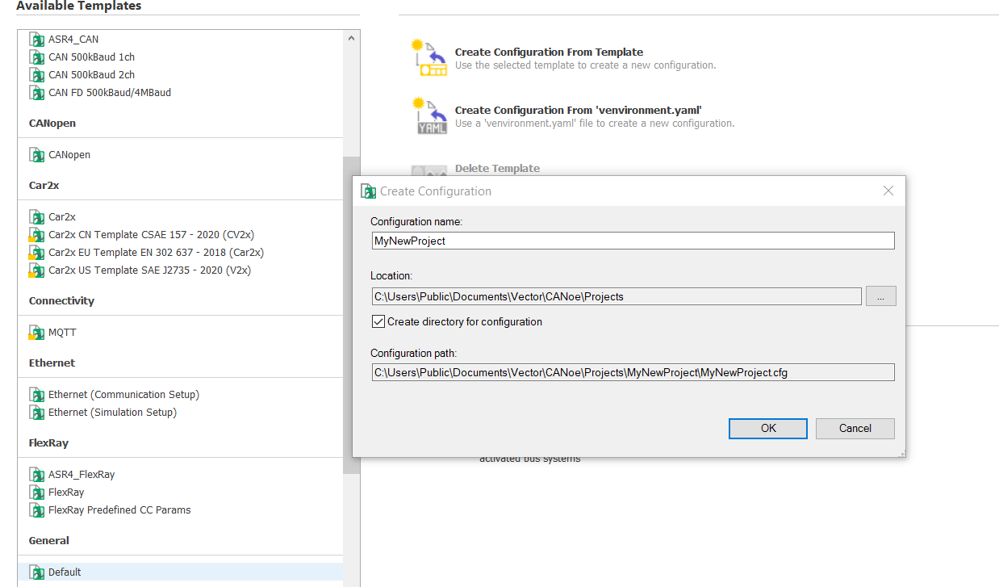 Available Templates
ASR4_CAN
CAN 500kBaud 1ch
CAN 500kBaud 2ch
CAN FD 500kBaud/4MBaud
CANopen
CANopen
Car2x
Car2x
Car2x CN Template CSAE 157 - 2020 (CV2x)
Car2x EU Template EN 302 637 - 2018 (Car2x)
Car2x US Template SAE J2735 - 2020 (V2x)
Connectivity
MQTT
Ethernet
Ethernet (Communication Setup)
Ethernet (Simulation Setup)
FlexRay
ASR4_FlexRay
FlexRay
FlexRay Predefined CC Params
General
Default
Create Configuration From Template
Use the selected template to create a new configuration.
YAML
Create Configuration From 'venvironment.yaml'
Use a 'venvironment.yaml' file to create a new configuration.
Delete Template
Create Configuration
Configuration name:
MyNewProject
Location:
C:\Users\Public\Documents\Vector\CANoe\Projects
...
Create directory for configuration
Configuration path:
C:\Users\Public\Documents\Vector\CANoe\Projects\MyNewProject\MyNewProject.cfg
OK
Cancel
activated bus systems